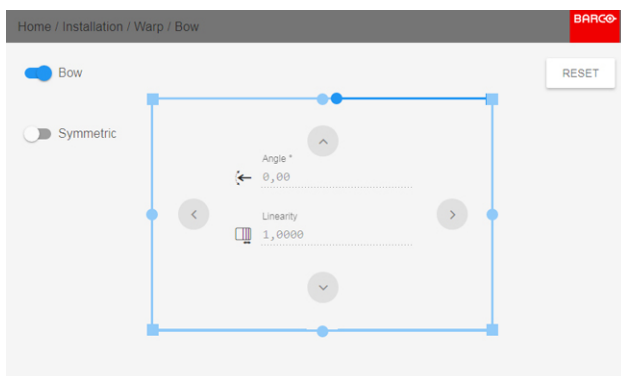 Home / Installation / Warp / Bow
BARCO
Bow
RESET
Symmetric
Angle *
0,00
Linearity
1,0000